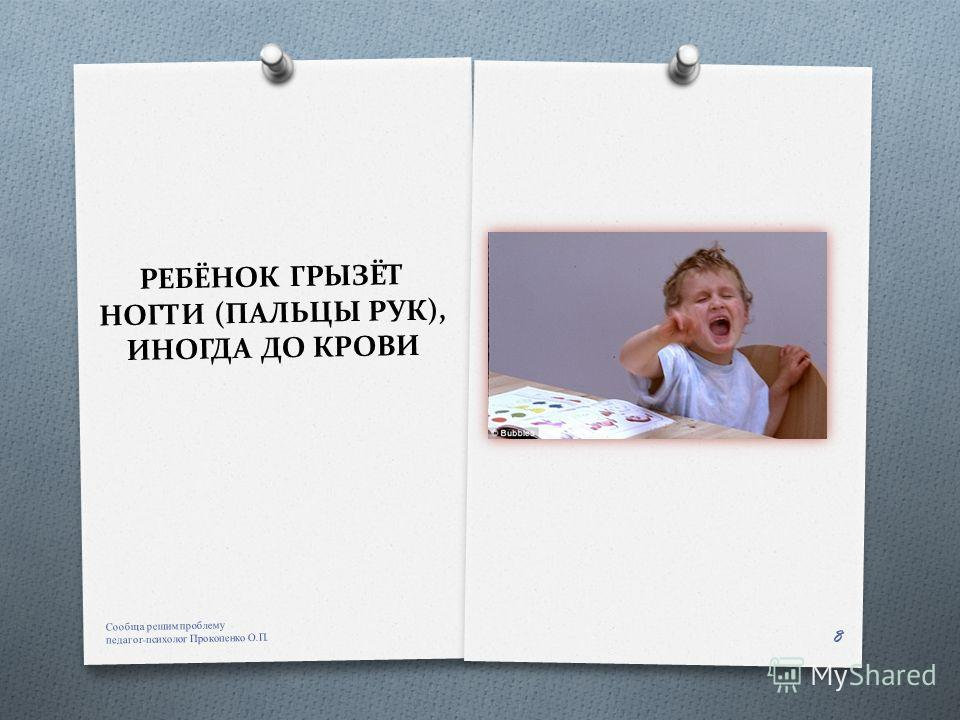 РЕБЁНОК ГРЫЗЁТ
НОГТИ (ПАЛЬЦЫ РУК),
ИНОГДА ДО КРОВИ
© Bubbles
Сообща решим проблему
педагог-психолог Прокопенко О.П.
8
MyShared